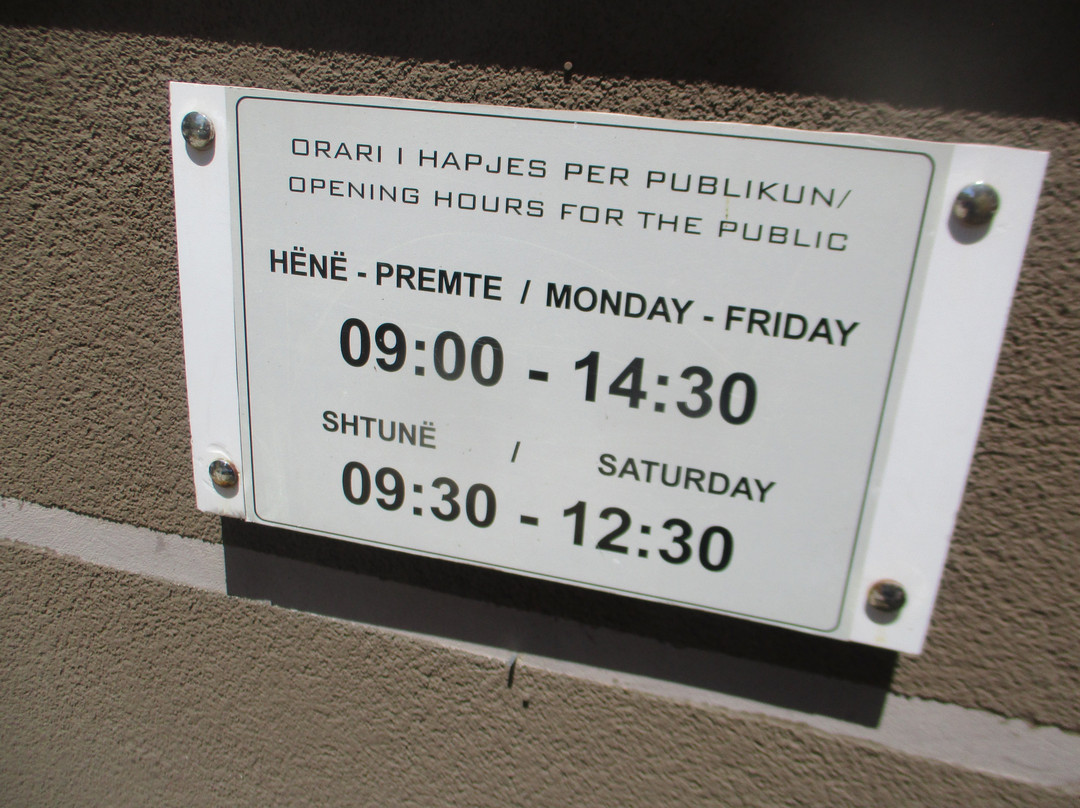 ORARI I HAPJES PER PUBLIKUN/
OPENING HOURS FOR THE PUBLIC
HËNË - PREMTE / MONDAY - FRIDAY
09:00 - 14:30
SHTUNË / SATURDAY
09:30 - 12:30